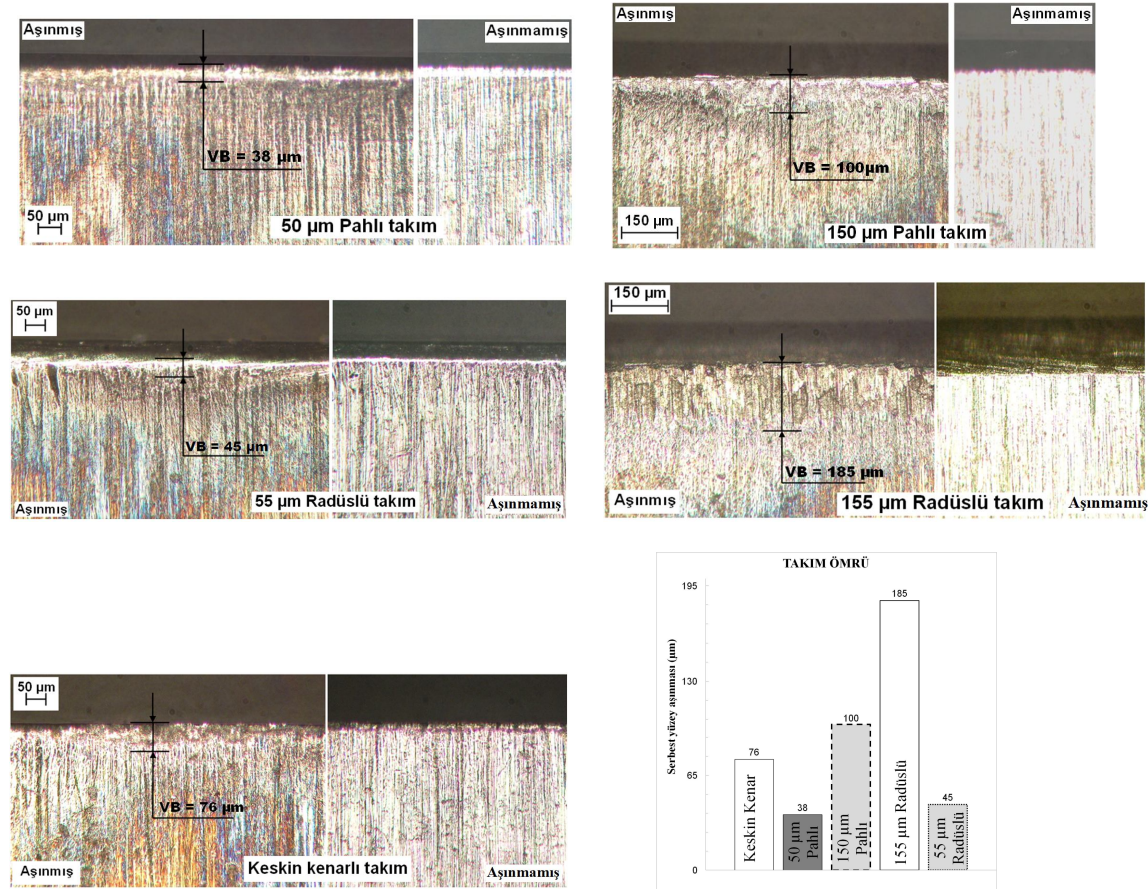 Aşınmış
Aşınmamış
VB = 38 µm
50 µm
50 µm Pahlı takım
Aşınmış
Aşınmamış
VB = 100µm
150 µm
150 µm Pahlı takım
50 µm
VB = 45 µm
Aşınmış
55 µm Radüslü takım
Aşınmamış
150 µm
VB = 185 µm
Aşınmış
155 µm Radüslü takım
Aşınmamış
50 µm
VB = 76 µm
Aşınmış
Keskin kenarlı takım
Aşınmamış
TAKIM ÖMRÜ
Serbest yüzey aşınması (µm)
195
130
65
0
76
Keskin Kenar
38
50 µm
Pahlı
100
150 µm
Pahlı
185
155 µm Radüslü
45
55 µm
Radüslü